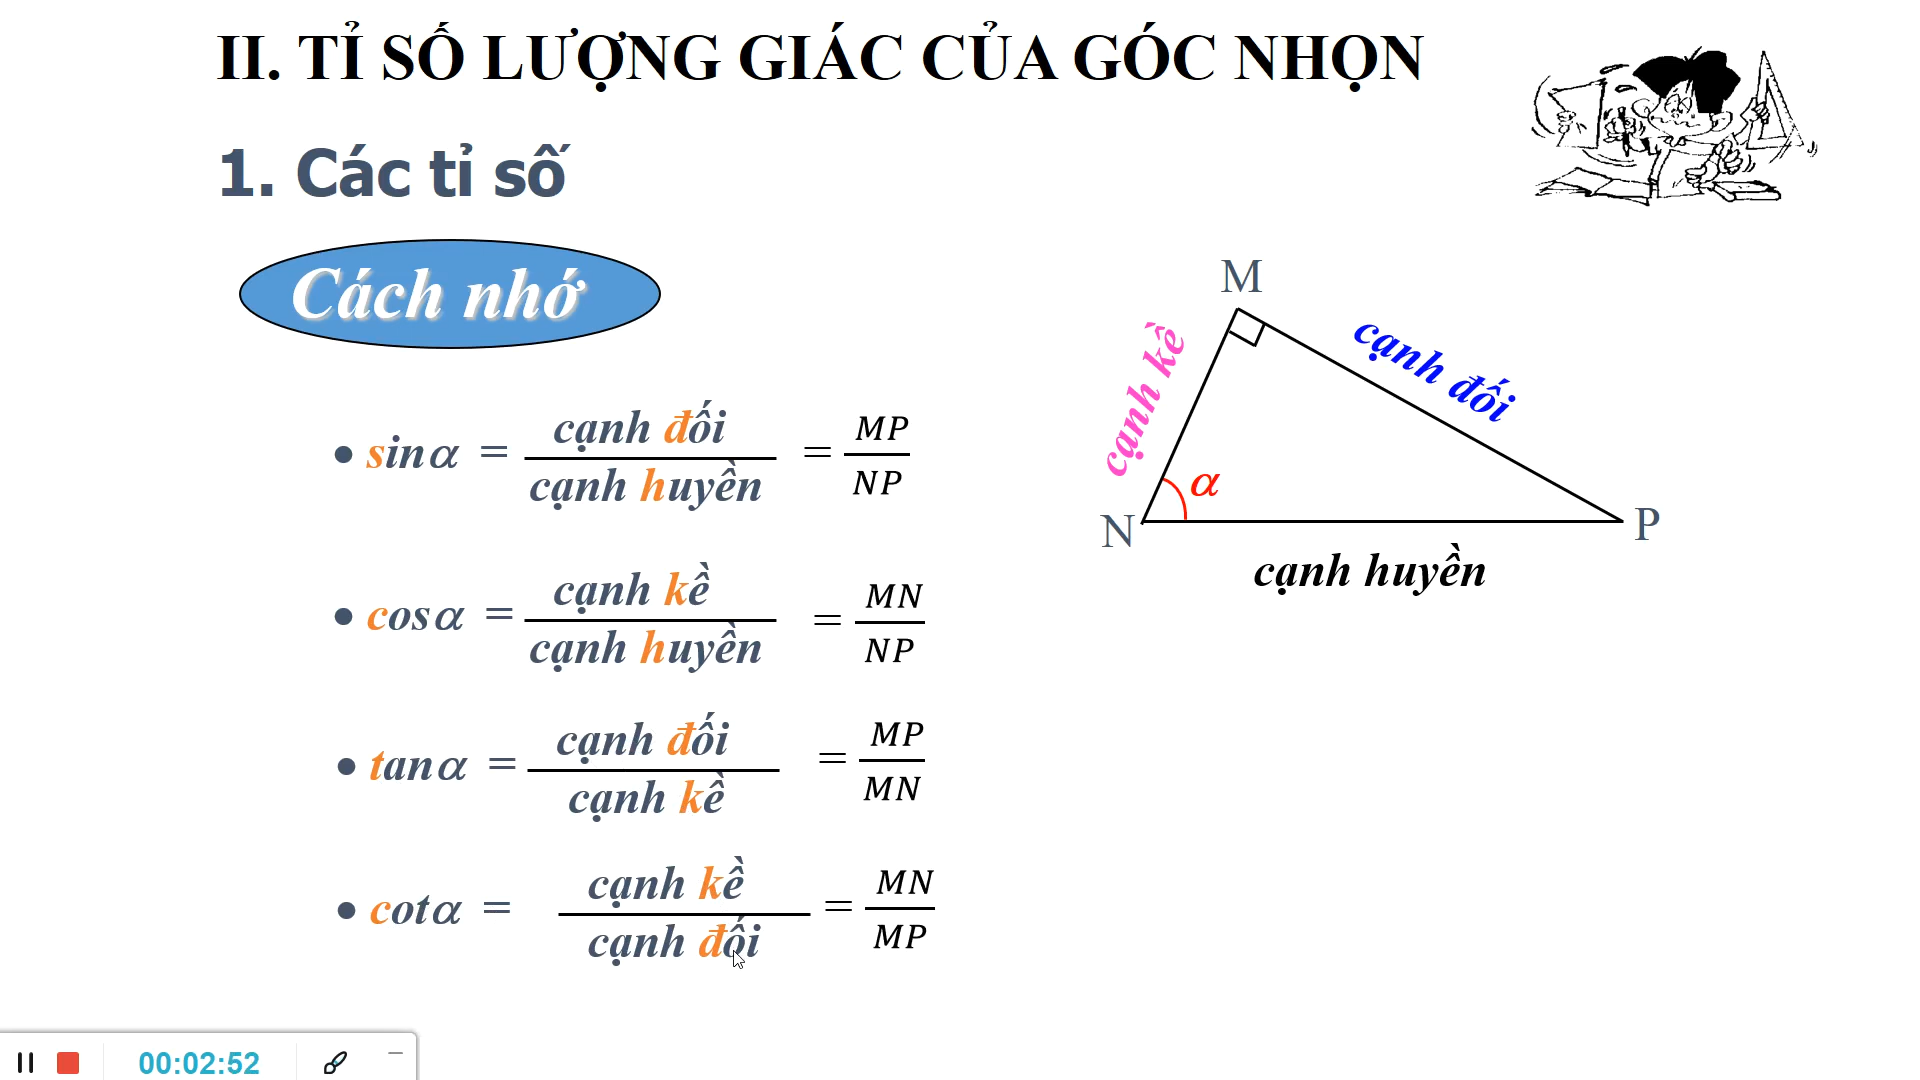 II. TỈ SỐ LƯỢNG GIÁC CỦA GÓC NHỌN
1. Các tỉ số
Cách nhớ
• sinα = cạnh đối / cạnh huyền = MP / NP
• cosα = cạnh kề / cạnh huyền = MN / NP
• tanα = cạnh đối / cạnh kề = MP / MN
• cotα = cạnh kề / cạnh đối = MN / MP
M
cạnh kề
cạnh đối
α
N
P
cạnh huyền
00:02:52